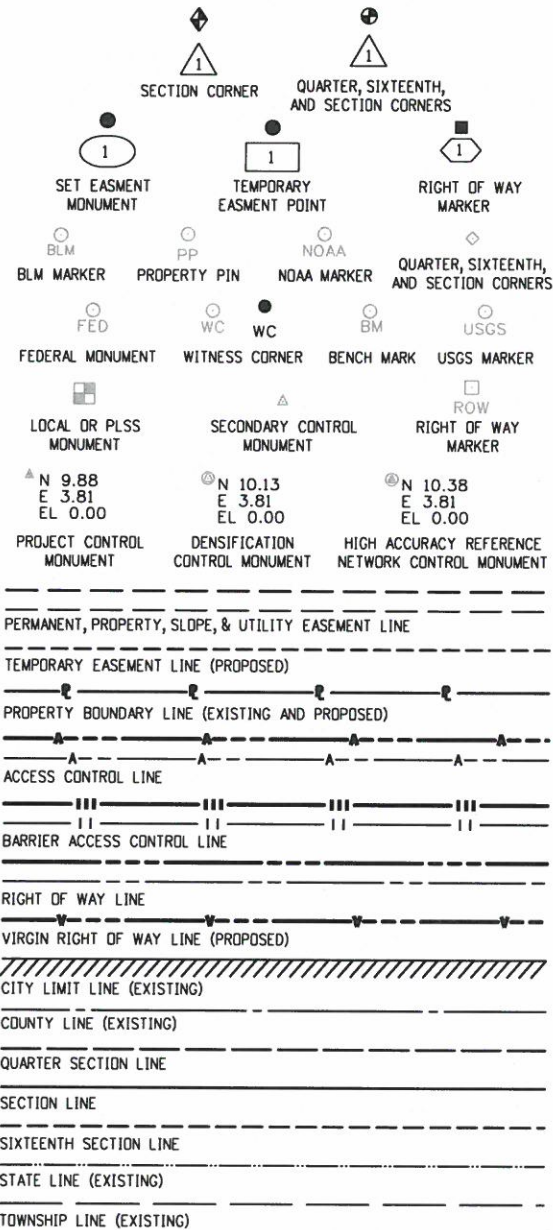 1
1
SECTION CORNER
QUARTER, SIXTEENTH,
AND SECTION CORNERS
1
1
1
SET EASMENT
MONUMENT
TEMPORARY
EASMENT POINT
RIGHT OF WAY
MARKER
BLM
PP
NOAA
BLM MARKER
PROPERTY PIN
NOAA MARKER
QUARTER, SIXTEENTH,
AND SECTION CORNERS
FED
WC
WC
BM
USGS
FEDERAL MONUMENT
WITNESS CORNER
BENCH MARK
USGS MARKER
ROW
LOCAL OR PLSS
MONUMENT
SECONDARY CONTROL
MONUMENT
RIGHT OF WAY
MARKER
N 9.88
E 3.81
EL 0.00
N 10.13
E 3.81
EL 0.00
N 10.38
E 3.81
EL 0.00
PROJECT CONTROL
MONUMENT
DENSIFICATION
CONTROL MONUMENT
HIGH ACCURACY REFERENCE
NETWORK CONTROL MONUMENT
PERMANENT, PROPERTY, SLOPE, & UTILITY EASEMENT LINE
TEMPORARY EASEMENT LINE (PROPOSED)
PROPERTY BOUNDARY LINE (EXISTING AND PROPOSED)
A A A A
A A A A
ACCESS CONTROL LINE
BARRIER ACCESS CONTROL LINE
RIGHT OF WAY LINE
V V V V
VIRGIN RIGHT OF WAY LINE (PROPOSED)
CITY LIMIT LINE (EXISTING)
COUNTY LINE (EXISTING)
QUARTER SECTION LINE
SECTION LINE
SIXTEENTH SECTION LINE
STATE LINE (EXISTING)
TOWNSHIP LINE (EXISTING)